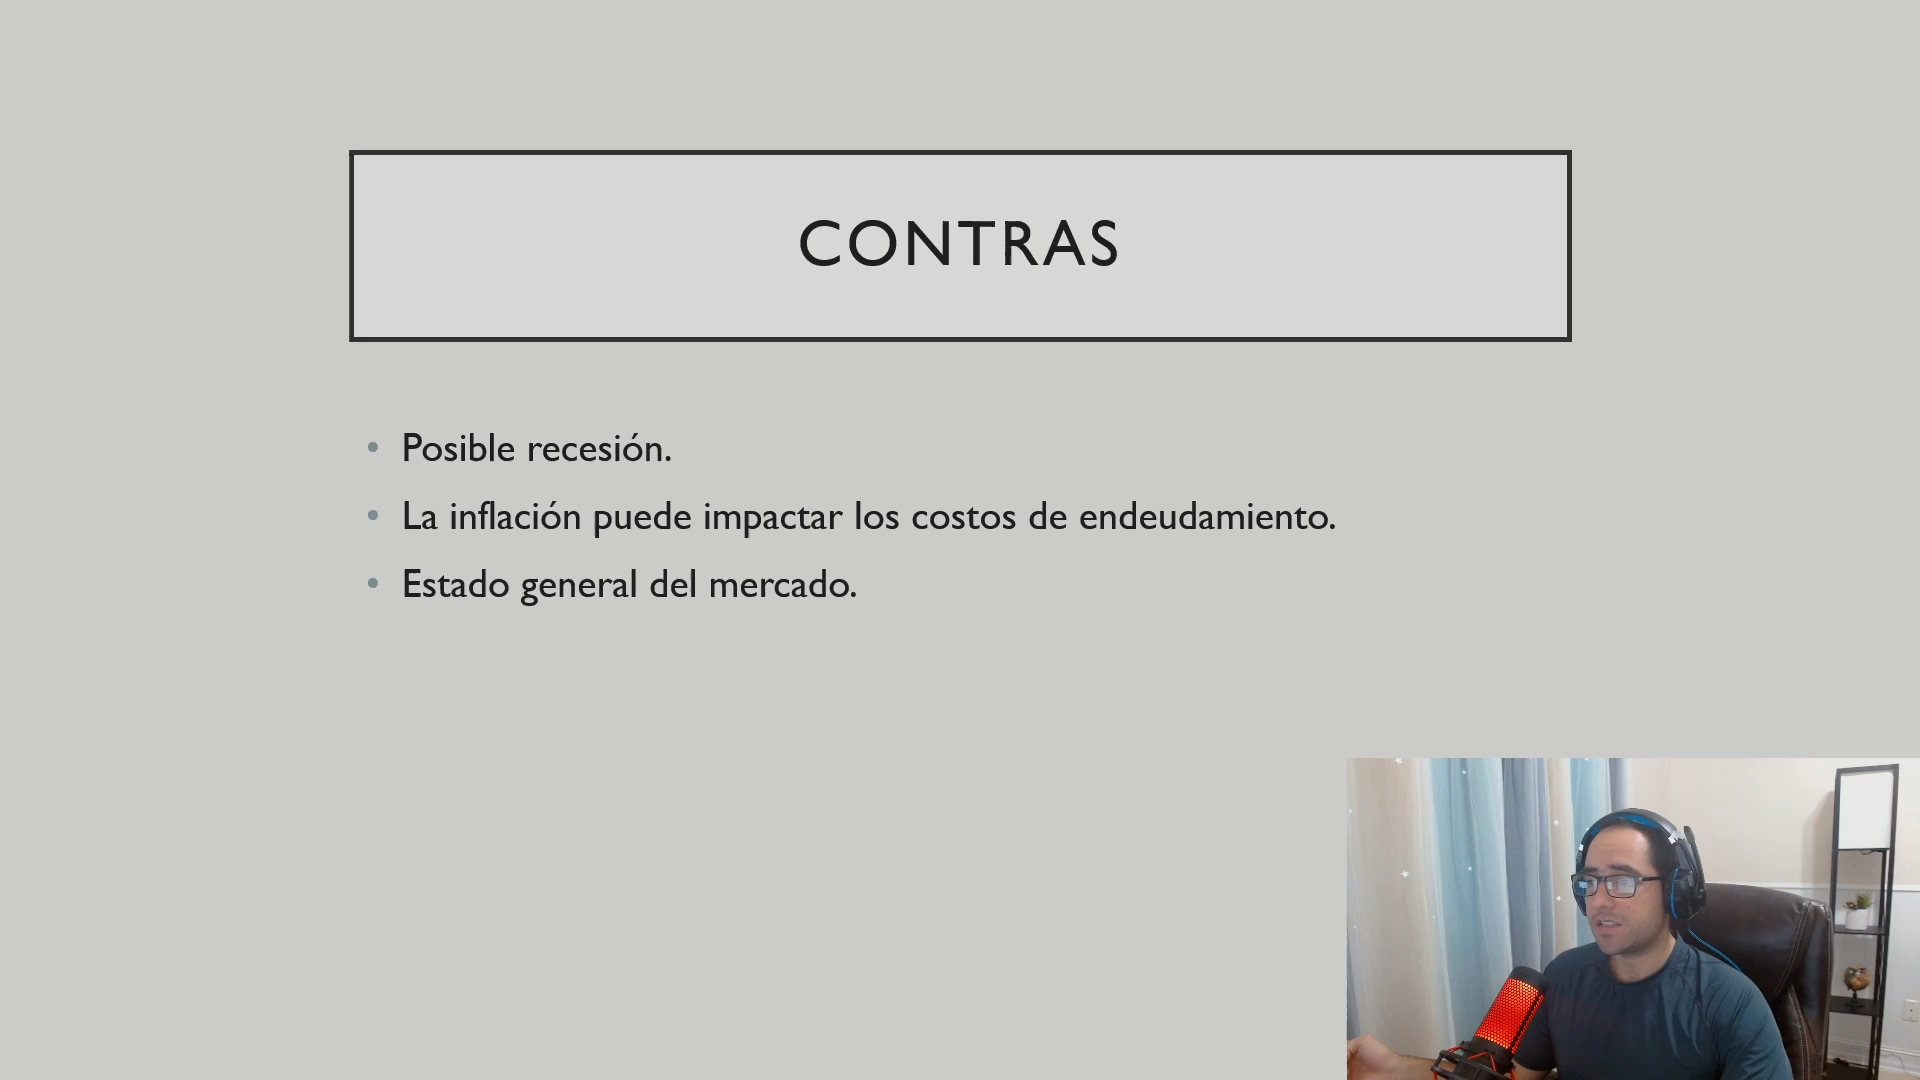 CONTRAS
• Posible recesión.
• La inflación puede impactar los costos de endeudamiento.
• Estado general del mercado.